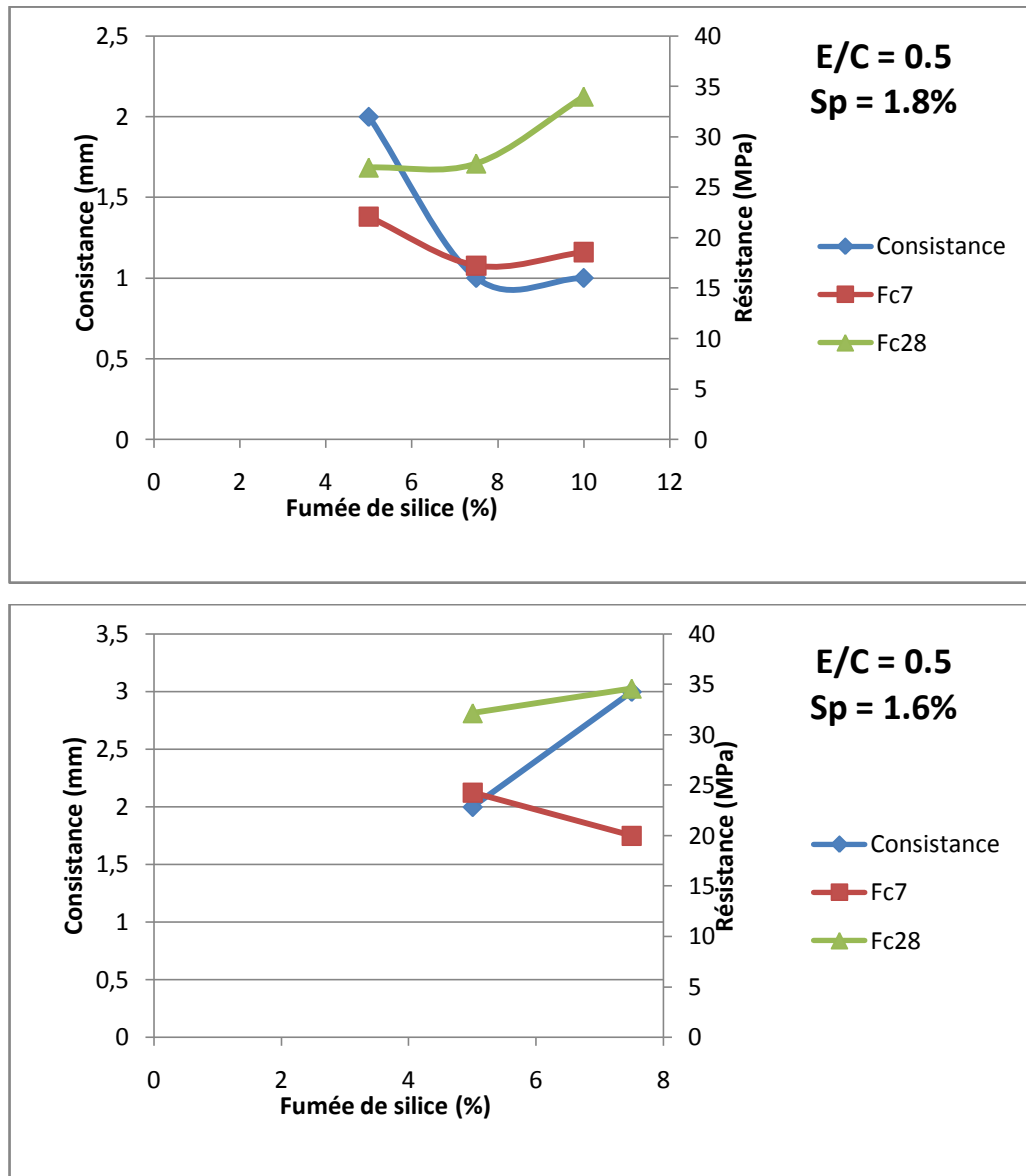 E/C = 0.5
Sp = 1.8%
Consistance (mm)
2,5
2
1,5
1
0,5
0
Résistance (MPa)
40
35
30
25
20
15
10
5
0
0 2 4 6 8 10 12
Fumée de silice (%)
Consistance
Fc7
Fc28
E/C = 0.5
Sp = 1.6%
Consistance (mm)
3,5
3
2,5
2
1,5
1
0,5
0
Résistance (MPa)
40
35
30
25
20
15
10
5
0
0 2 4 6 8
Fumée de silice (%)
Consistance
Fc7
Fc28